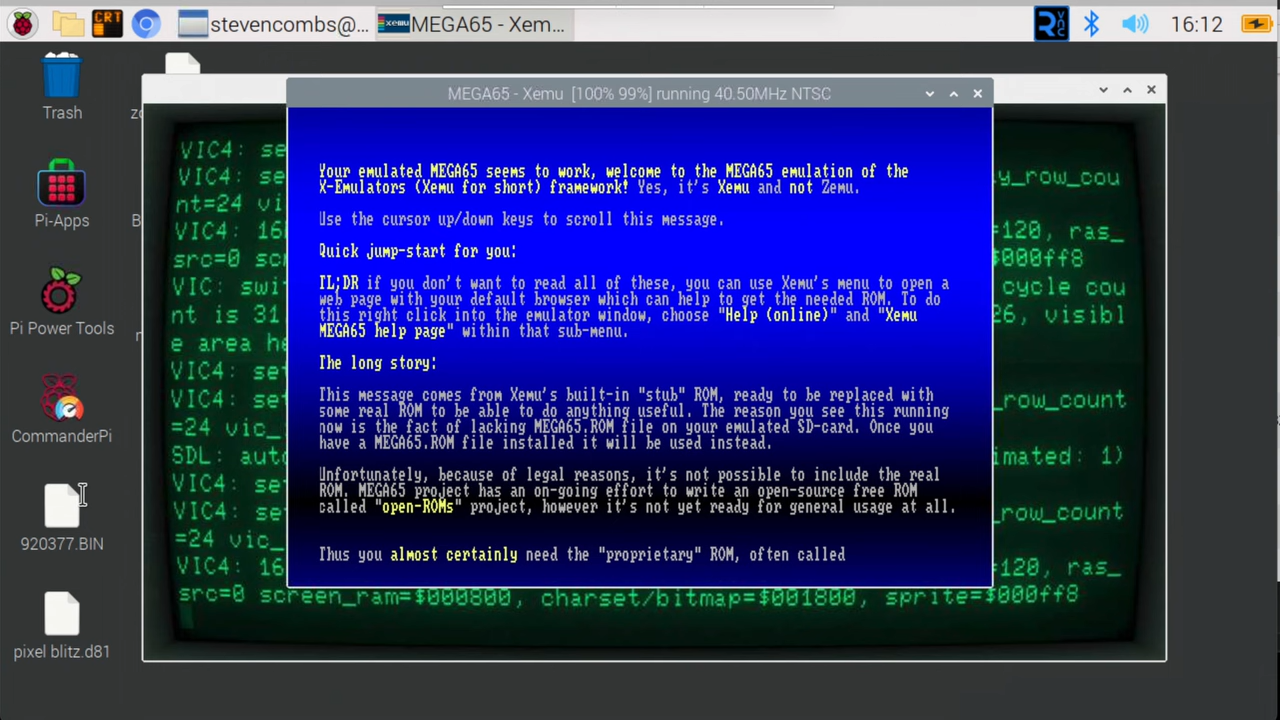 CRT
stevencombs@...
xemu
MEGA65 - Xem...
16:12
Trash
Pi-Apps
Pi Power Tools
CommanderPi
920377.BIN
pixel blitz.d81
MEGA65 - Xemu [100% 99%] running 40.50MHz NTSC
Your emulated MEGA65 seems to work, welcome to the MEGA65 emulation of the
X-Emulators (Xemu for short) framework! Yes, it's Xemu and not Zemu.
Use the cursor up/down keys to scroll this message.
Quick jump-start for you:
TL;DR if you don't want to read all of these, you can use Xemu's menu to open a
web page with your default browser which can help to get the needed ROM. To do
this right click into the emulator window, choose "Help (online)" and "Xemu
MEGA65 help page" within that sub-menu.
The long story:
This message comes from Xemu's built-in "stub" ROM, ready to be replaced with
some real ROM to be able to do anything useful. The reason you see this running
now is the fact of lacking MEGA65.ROM file on your emulated SD-card. Once you
have a MEGA65.ROM file installed it will be used instead.
Unfortunately, because of legal reasons, it's not possible to include the real
ROM. MEGA65 project has an on-going effort to write an open-source free ROM
called "open-ROMs" project, however it's not yet ready for general usage at all.
Thus you almost certainly need the "proprietary" ROM, often called
VIC4: se
VIC4: se y_row_cou
nt=24 vi
VIC4: 16 =120, ras_
src=0 scr $000ff8
VIC: swi cycle cou
nt is 31 26, visibl
e area he
VIC4: se
VIC4: se ow_count
=24 vic_
SDL: auto imated: 1)
VIC4: se
VIC4: se ow_count
=24 vic_
VIC4: 16 =120, ras_
src=0 screen_ram=$000800, charset/bitmap=$001800, sprite=$000ff8